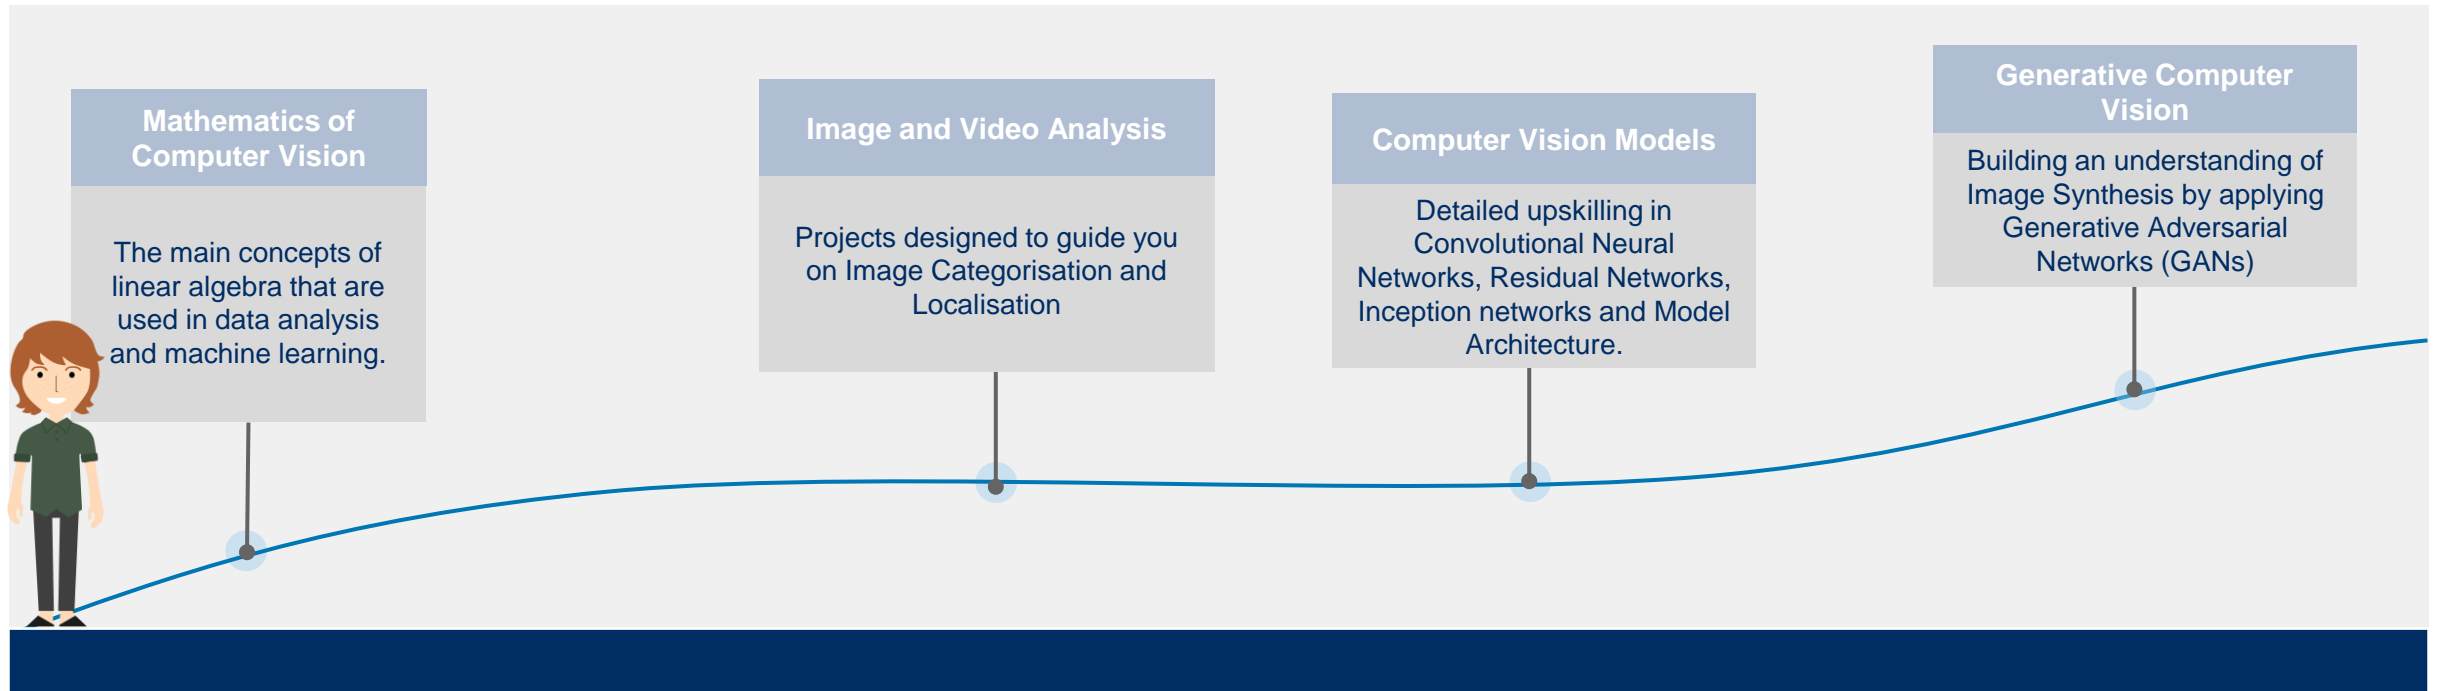 Mathematics of
Computer Vision
The main concepts of
linear algebra that are
used in data analysis
and machine learning.
Image and Video Analysis
Projects designed to guide you
on Image Categorisation and
Localisation
Computer Vision Models
Detailed upskilling in
Convolutional Neural
Networks, Residual Networks,
Inception networks and Model
Architecture.
Generative Computer
Vision
Building an understanding of
Image Synthesis by applying
Generative Adversarial
Networks (GANs)